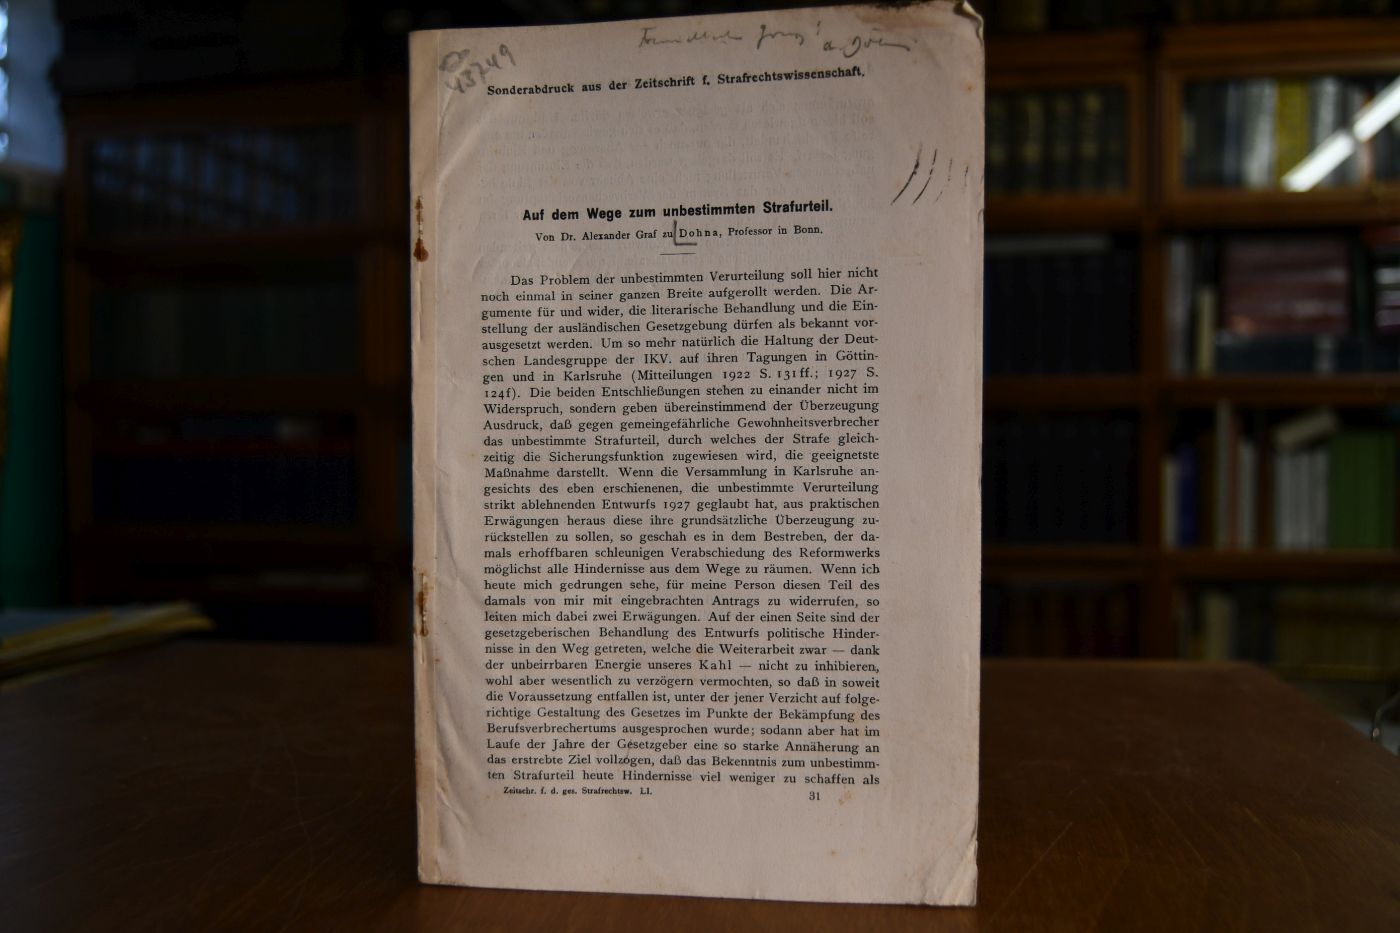 43749
Sonderabdruck aus der Zeitschrift f. Strafrechtswissenschaft.
Auf dem Wege zum unbestimmten Strafurteil.
Von Dr. Alexander Graf zu Dohna, Professor in Bonn.
Das Problem der unbestimmten Verurteilung soll hier nicht
noch einmal in seiner ganzen Breite aufgerollt werden. Die Ar-
gumente für und wider, die literarische Behandlung und die Ein-
stellung der ausländischen Gesetzgebung dürfen als bekannt vor-
ausgesetzt werden. Um so mehr natürlich die Haltung der Deut-
schen Landesgruppe der IKV. auf ihren Tagungen in Götting-
gen und in Karlsruhe (Mitteilungen 1922 S. 131 ff.; 1927 S.
124f). Die beiden Entschließungen stehen zu einander nicht im
Widerspruch, sondern geben übereinstimmend der Überzeugung
Ausdruck, daß gegen gemeingefährliche Gewohnheitsverbrecher
das unbestimmte Strafurteil, durch welches der Strafe gleich-
zeitig die Sicherungsfunktion zugewiesen wird, die geeignetste
Maßnahme darstellt. Wenn die Versammlung in Karlsruhe an-
gesichts des eben erschienenen, die unbestimmte Verurteilung
strikt ablehnenden Entwurfs 1927 geglaubt hat, aus praktischen
Erwägungen heraus diese ihre grundsätzliche Überzeugung zu-
rückstellen zu sollen, so geschah es in dem Bestreben, der da-
mals erhoffbaren schleunigen Verabschiedung des Reformwerks
möglichst alle Hindernisse aus dem Wege zu räumen. Wenn ich
heute mich gedrungen sehe, für meine Person diesen Teil des
damals von mir mit eingebrachten Antrags zu widerrufen, so
leiten mich dabei zwei Erwägungen. Auf der einen Seite sind der
gesetzgeberischen Behandlung des Entwurfs politische Hinder-
nisse in den Weg getreten, welche die Weiterarbeit zwar — dank
der unbeirrbaren Energie unseres Kahl — nicht zu inhibieren,
wohl aber wesentlich zu verzögern vermochten, so daß in soweit
die Voraussetzung entfallen ist, unter der jener Verzicht auf folge-
richtige Gestaltung des Gesetzes im Punkte der Bekämpfung des
Berufsverbrechertums ausgesprochen wurde; sodann aber hat im
Laufe der Jahre der Gesetzgeber eine so starke Annäherung an
das erstrebte Ziel vollzogen, daß das Bekenntnis zum unbestimm-
ten Strafurteil heute Hindernisse viel weniger zu schaffen als
Zeitschr. f. d. ges. Strafrechtsw. LI.
31